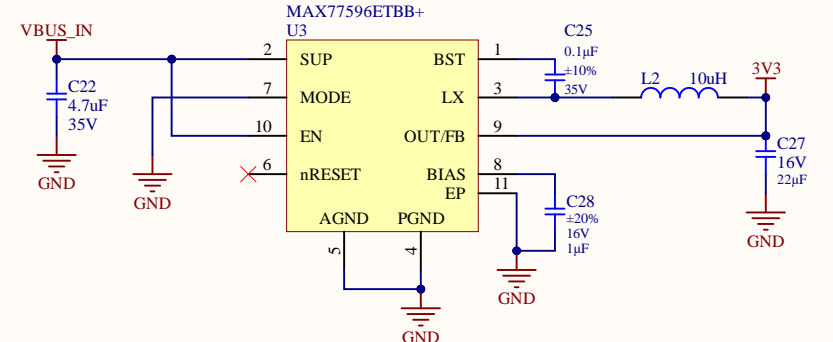 MAX77596ETBB+
U3
VBUS_IN
C22
4.7uF
35V
GND
2
SUP
7
MODE
10
EN
6
nRESET
GND
BST
1
LX
3
OUT/FB
9
BIAS
8
EP
11
AGND
PGND
5
4
GND
C25
0.1µF
±10%
35V
L2
10uH
3V3
C27
16V
22µF
GND
C28
±20%
16V
1µF
GND